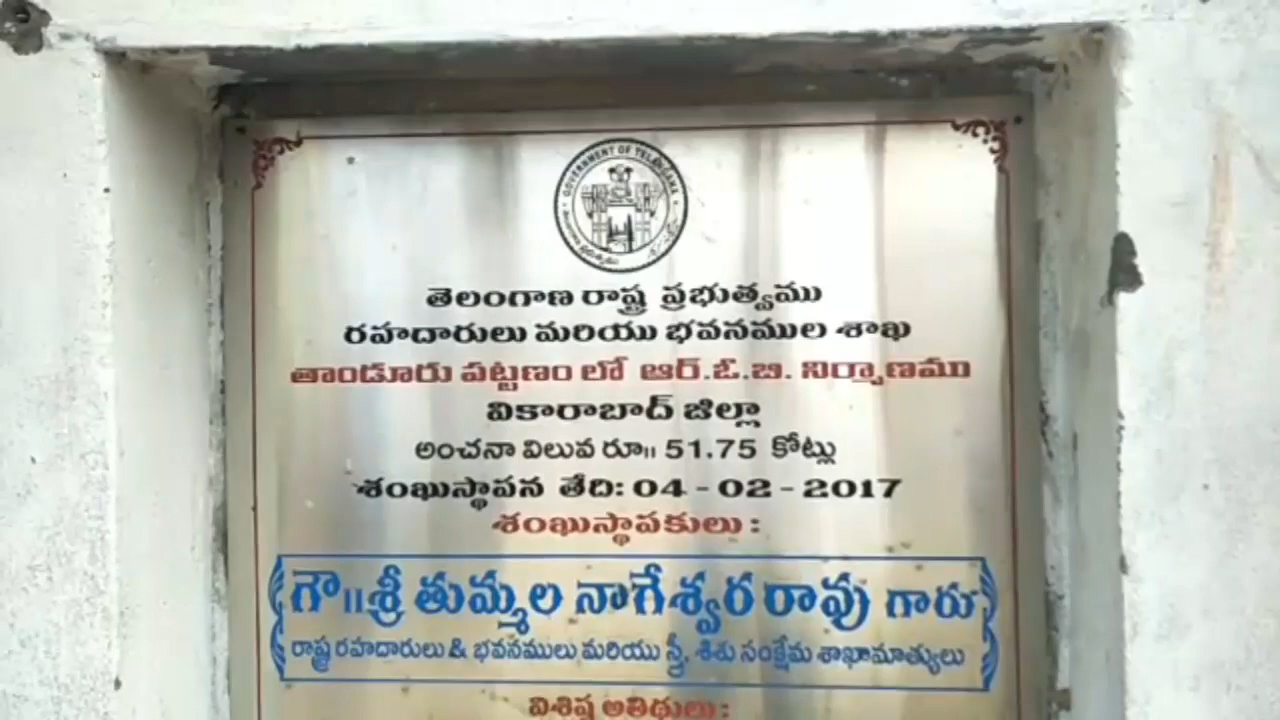 GOVERNMENT OF TELANGANA
తెలంగాణ రాష్ట్ర ప్రభుత్వము
రహదారులు మరియు భవనముల శాఖ
తాండూరు పట్టణం లో ఆర్.ఓ.బి. నిర్మాణము
వికారాబాద్ జిల్లా
అంచనా విలువ రూ॥ 51.75 కోట్లు
శంఖుస్థాపన తేది: 04 - 02 - 2017
శంఖుస్థాపకులు :
గౌ॥శ్రీ తుమ్మల నాగేశ్వర రావు గారు
రాష్ట్ర రహదారులు & భవనములు మరియు స్త్రీ, శిశు సంక్షేమ శాఖామాత్యులు
విశిష్ట అతిథులు :